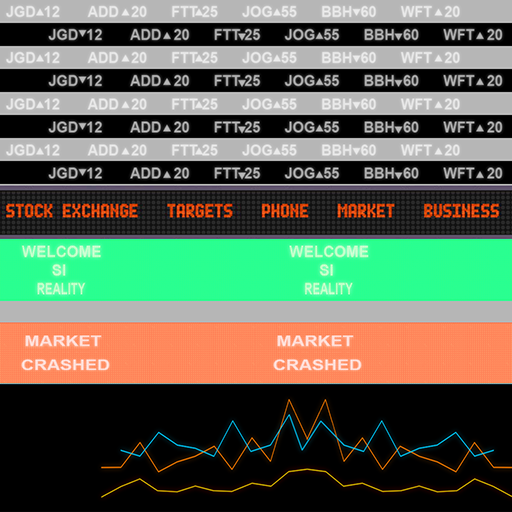 JGD▲12 ADD▲20 FTT▲25 JOG▲55 BBH▼60 WFT▲20
JGD▼12 ADD▲20 FTT▼25 JOG▲55 BBH▼60 WFT▲20
JGD▲12 ADD▲20 FTT▲25 JOG▲55 BBH▼60 WFT▲20
JGD▼12 ADD▲20 FTT▼25 JOG▲55 BBH▼60 WFT▲20
JGD▲12 ADD▲20 FTT▲25 JOG▲55 BBH▼60 WFT▲20
JGD▼12 ADD▲20 FTT▼25 JOG▲55 BBH▼60 WFT▲20
JGD▲12 ADD▲20 FTT▲25 JOG▲55 BBH▼60 WFT▲20
JGD▼12 ADD▲20 FTT▼25 JOG▲55 BBH▼60 WFT▲20
STOCK EXCHANGE TARGETS PHONE MARKET BUSINESS
WELCOME WELCOME
SI SI
REALITY REALITY
MARKET MARKET
CRASHED CRASHED